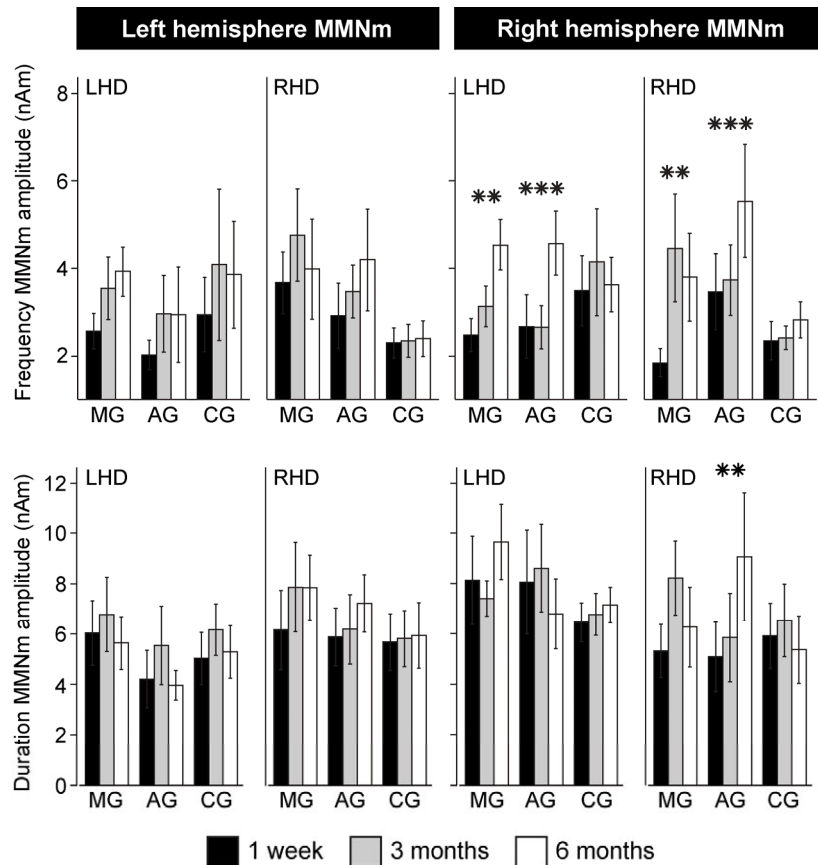 Left hemisphere MMNm Right hemisphere MMNm
Frequency MMNm amplitude (nAm)
8
6
4
2
LHD RHD LHD RHD
** *** ** ***
MG AG CG MG AG CG MG AG CG MG AG CG
Duration MMNm amplitude (nAm)
12
10
8
6
4
2
0
LHD RHD LHD RHD
**
MG AG CG MG AG CG MG AG CG MG AG CG
1 week 3 months 6 months